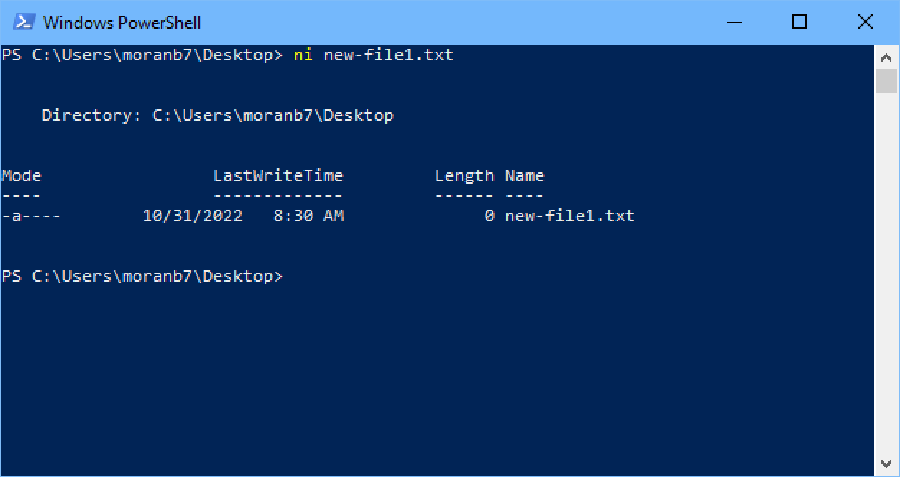 Windows PowerShell
PS C:\Users\moranb7\Desktop> ni new-file1.txt
Directory: C:\Users\moranb7\Desktop
Mode                 LastWriteTime         Length Name
----                 -------------         ------ ----
-a----        10/31/2022   8:30 AM              0 new-file1.txt
PS C:\Users\moranb7\Desktop>